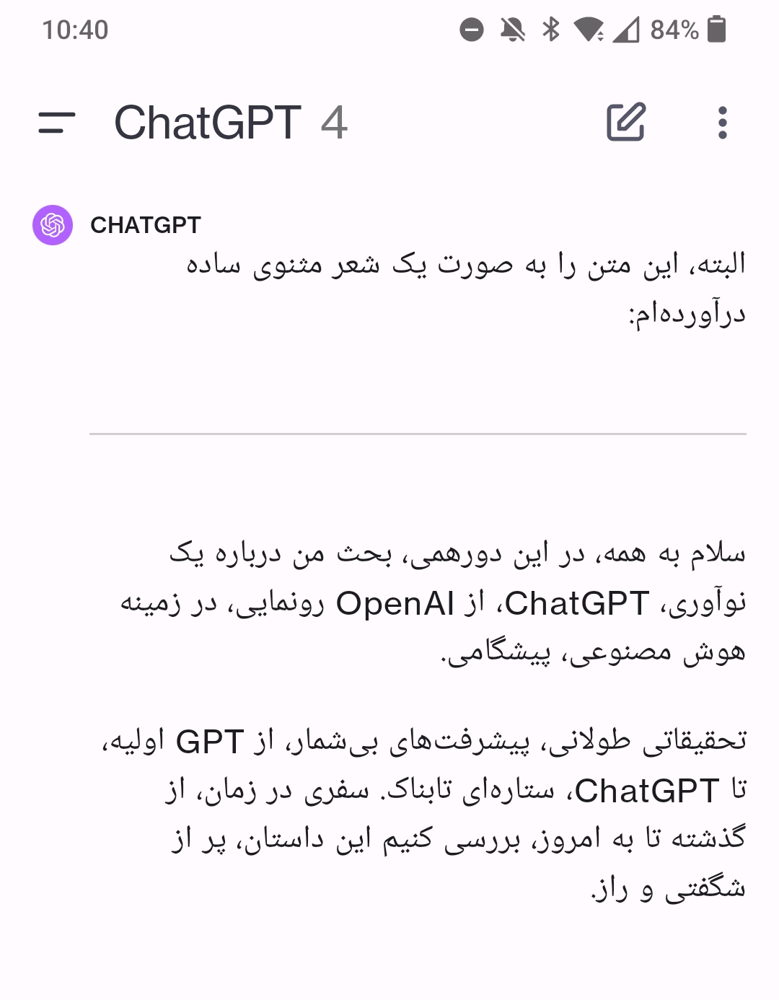 10:40
84%
ChatGPT 4
CHATGPT
البته، این متن را به صورت یک شعر مثنوی ساده
درآورده‌ام:
سلام به همه، در این دورهمی، بحث من درباره یک
نوآوری، ChatGPT، از OpenAI رونمایی، در زمینه
هوش مصنوعی، پیشگامی.
تحقیقاتی طولانی، پیشرفت‌های بی‌شمار، از GPT اولیه،
تا ChatGPT، ستاره‌ای تابناک. سفری در زمان، از
گذشته تا به امروز، بررسی کنیم این داستان، پر از
شگفتی و راز.